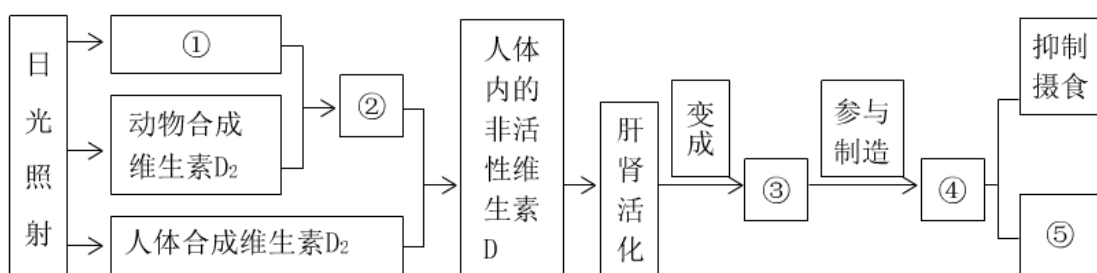 日
光
照
射
①
动物合成
维生素D₂
人体合成维生素D₂
②
人体
内的
非活
性维
生素
D
肝
肾
活
化
变
成
③
参与
制造
④
抑制
摄食
⑤